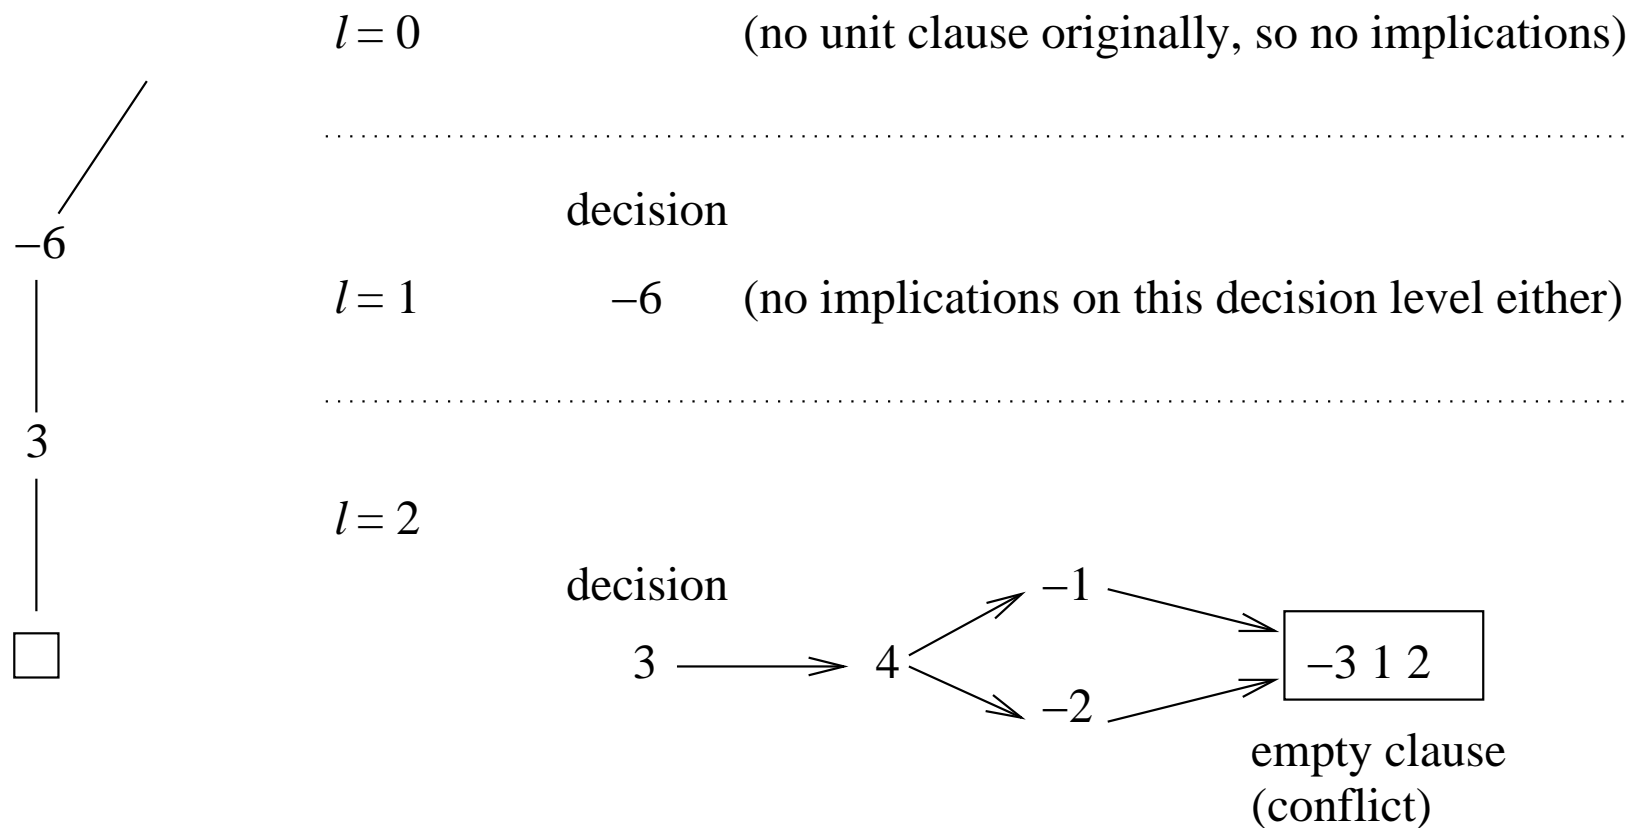 l = 0 (no unit clause originally, so no implications)
decision
−6
l = 1 −6 (no implications on this decision level either)
3
l = 2
decision
−1
3 4 −3 1 2
−2
empty clause
(conflict)